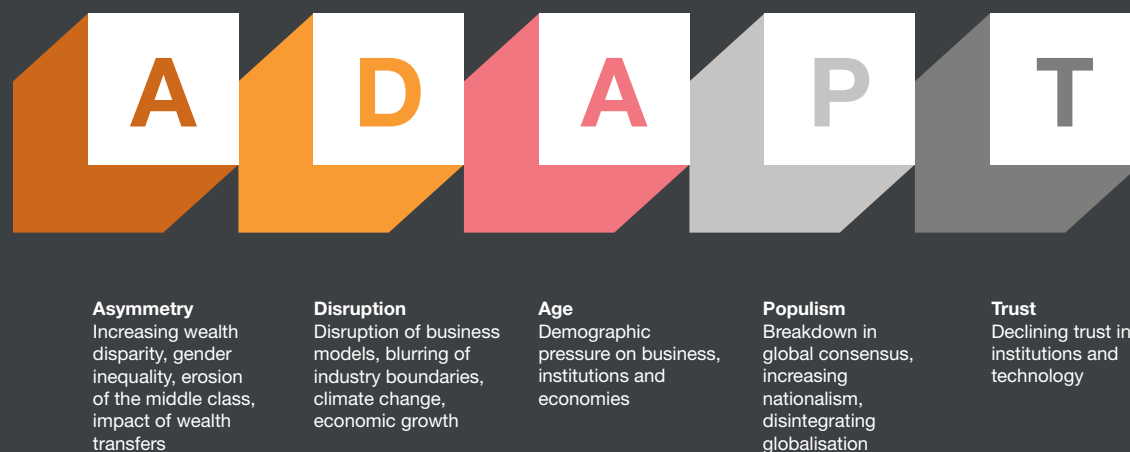 A D A P T
Asymmetry
Increasing wealth
disparity, gender
inequality, erosion
of the middle class,
impact of wealth
transfers
Disruption
Disruption of business
models, blurring of
industry boundaries,
climate change,
economic growth
Age
Demographic
pressure on business,
institutions and
economies
Populism
Breakdown in
global consensus,
increasing
nationalism,
disintegrating
globalisation
Trust
Declining trust in
institutions and
technology